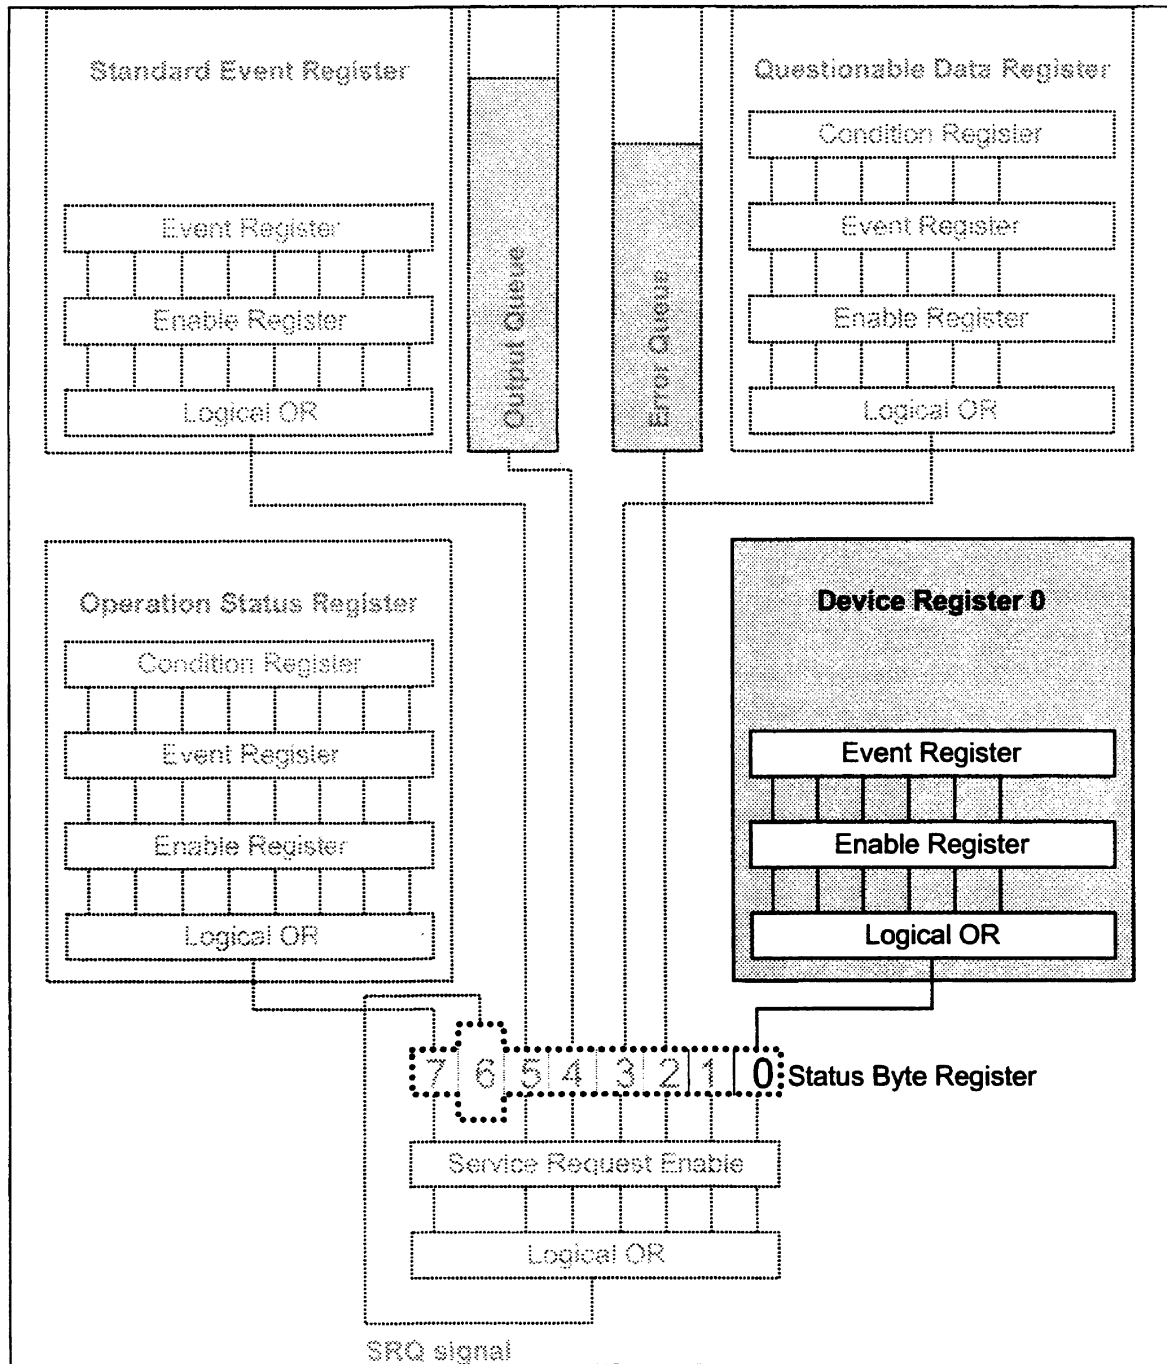 Standard Event Register
Event Register
Enable Register
Logical OR
Output Queue
Error Queue
Questionable Data Register
Condition Register
Event Register
Enable Register
Logical OR
Operation Status Register
Condition Register
Event Register
Enable Register
Logical OR
Device Register 0
Event Register
Enable Register
Logical OR
7 6 5 4 3 2 1 0 Status Byte Register
Service Request Enable
Logical OR
SRQ signal